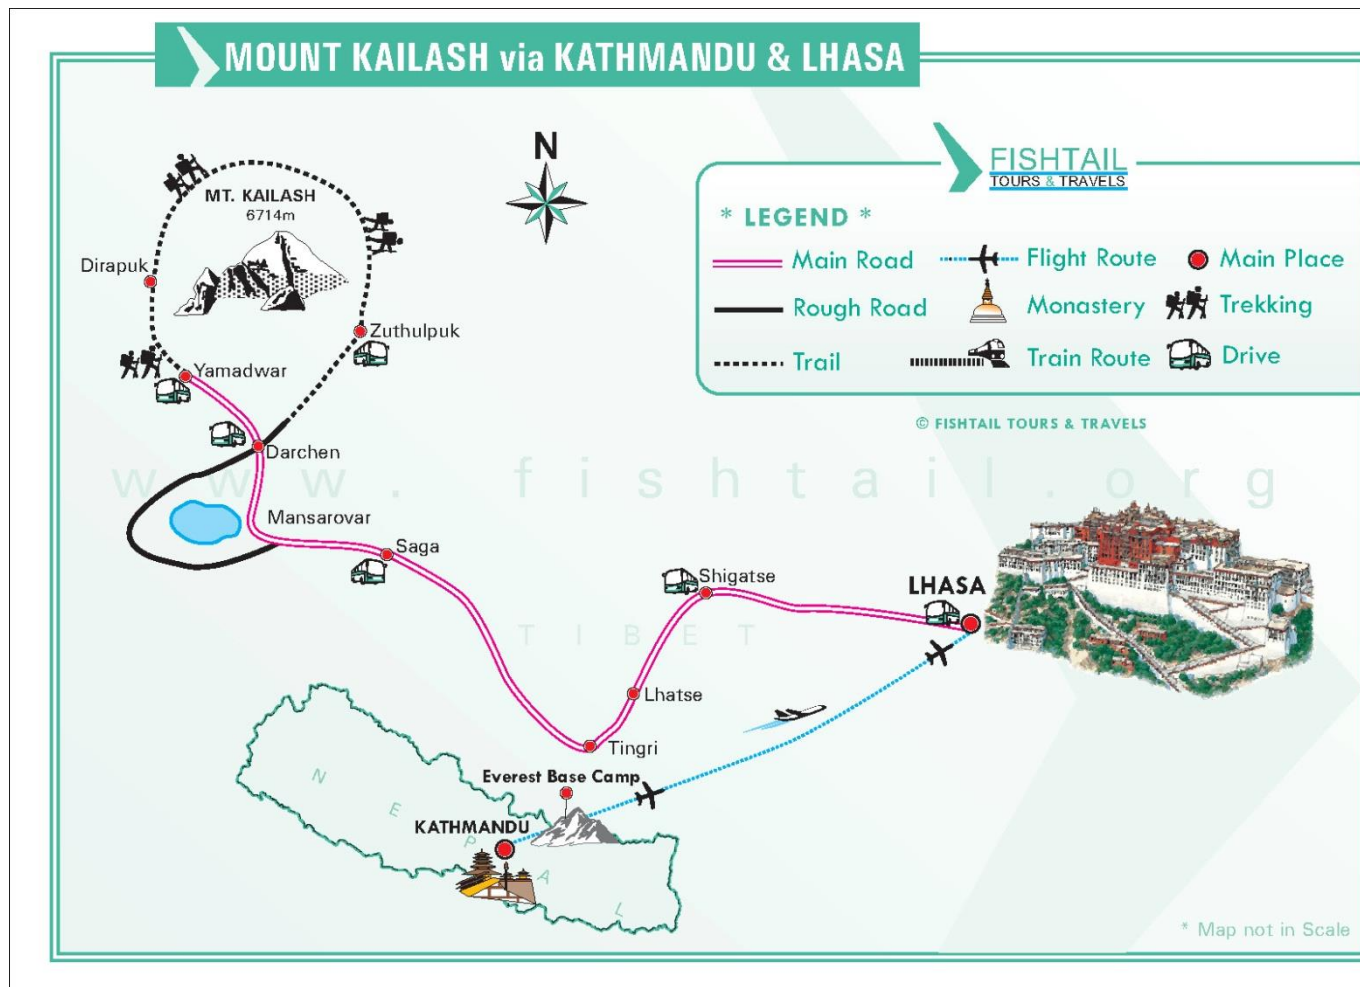 MOUNT KAILASH via KATHMANDU & LHASA
N
FISHTAIL
TOURS & TRAVELS
* LEGEND *
Main Road
Flight Route
Main Place
Rough Road
Monastery
Trekking
Trail
Train Route
Drive
© FISHTAIL TOURS & TRAVELS
MT. KAILASH
6714m
Dirapuk
Zuthulpuk
Yamadwar
Darchen
www.fishtail.org
Mansarovar
Saga
Shigatse
LHASA
TIBET
Lhatse
Tingri
Everest Base Camp
KATHMANDU
NEPAL
* Map not in Scale